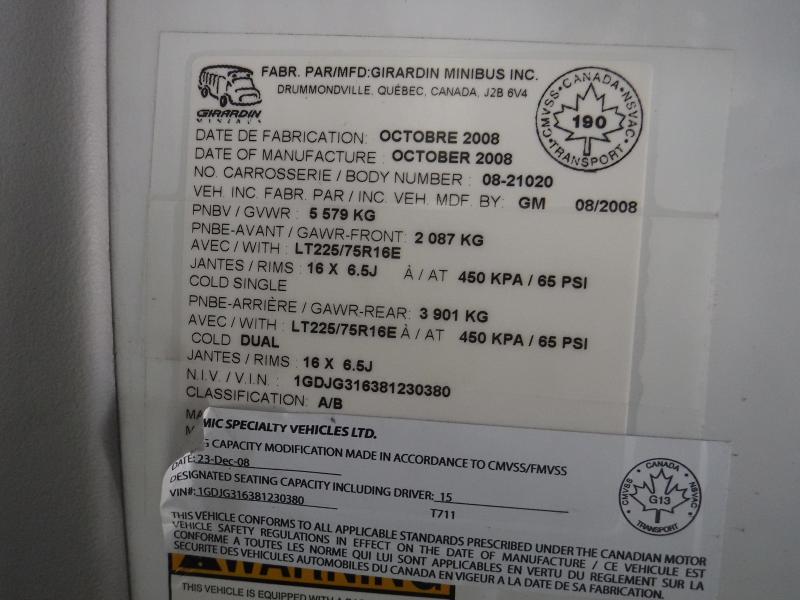 FABR. PAR/MFD:GIRARDIN MINIBUS INC.
DRUMMONDVILLE, QUÉBEC, CANADA, J2B 6V4
GIRARDIN
MINIBUS
CMVSS · CANADA · NSVAC · TRANSPORT
190
DATE DE FABRICATION: OCTOBRE 2008
DATE OF MANUFACTURE : OCTOBER 2008
NO. CARROSSERIE / BODY NUMBER : 08-21020
VEH. INC. FABR. PAR / INC. VEH. MDF. BY: GM 08/2008
PNBV / GVWR : 5 579 KG
PNBE-AVANT / GAWR-FRONT: 2 087 KG
AVEC / WITH : LT225/75R16E
JANTES / RIMS : 16 X 6.5J À / AT 450 KPA / 65 PSI
COLD SINGLE
PNBE-ARRIÈRE / GAWR-REAR: 3 901 KG
AVEC / WITH : LT225/75R16E À / AT 450 KPA / 65 PSI
COLD DUAL
JANTES / RIMS : 16 X 6.5J
N.I.V. / V.I.N. : 1GDJG316381230380
CLASSIFICATION: A/B
MA
M
MIC SPECIALTY VEHICLES LTD.
G CAPACITY MODIFICATION MADE IN ACCORDANCE TO CMVSS/FMVSS
DATE: 23-Dec-08
DESIGNATED SEATING CAPACITY INCLUDING DRIVER: 15
VIN#: 1GDJG316381230380 T711
CMVSS CANADA NSVAC TRANSPORT
G13
THIS VEHICLE CONFORMS TO ALL APPLICABLE STANDARDS PRESCRIBED UNDER THE CANADIAN MOTOR
VEHICLE SAFETY REGULATIONS IN EFFECT ON THE DATE OF MANUFACTURE / CE VEHICULE EST
CONFORME A TOUTES LES NORME QUI LUI SONT APPLICABLES EN VERTU DU REGLEMENT SUR LA
SECURITE DES VEHICULES AUTOMOBILES DU CANADA EN VIGEUR A LA DATE DE SA FABRICATION.
WARNING
THIS VEHICLE IS EQUIPPED WITH A